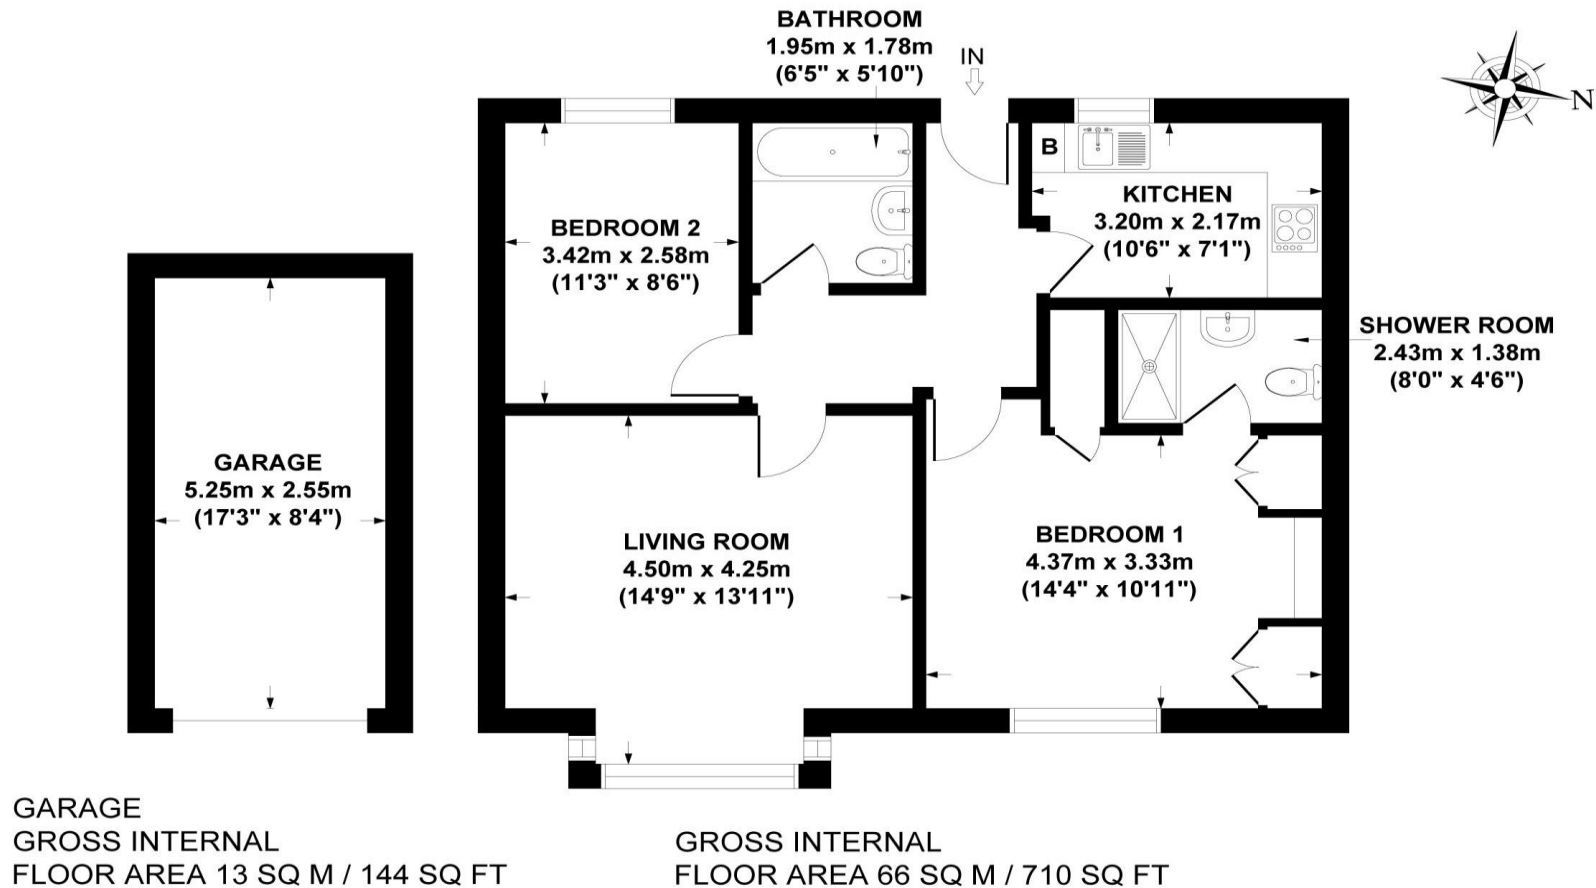 BATHROOM
1.95m x 1.78m
(6'5" x 5'10")
IN
N
B
KITCHEN
3.20m x 2.17m
(10'6" x 7'1")
BEDROOM 2
3.42m x 2.58m
(11'3" x 8'6")
SHOWER ROOM
2.43m x 1.38m
(8'0" x 4'6")
GARAGE
5.25m x 2.55m
(17'3" x 8'4")
LIVING ROOM
4.50m x 4.25m
(14'9" x 13'11")
BEDROOM 1
4.37m x 3.33m
(14'4" x 10'11")
GARAGE
GROSS INTERNAL
FLOOR AREA 13 SQ M / 144 SQ FT
GROSS INTERNAL
FLOOR AREA 66 SQ M / 710 SQ FT